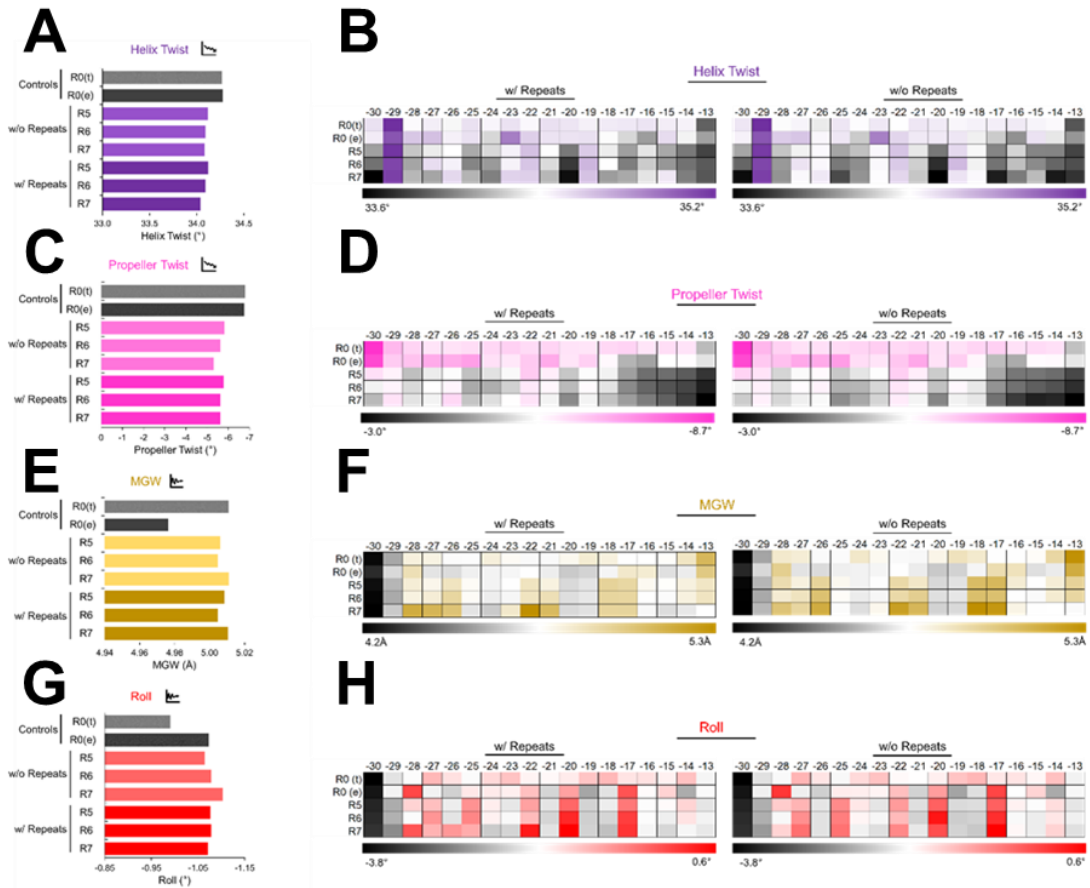 A
Helix Twist
Controls
R0(t)
R0(e)
w/o Repeats
R5
R6
R7
w/ Repeats
R5
R6
R7
33.0 33.5 34.0 34.5
Helix Twist (°)
B
Helix Twist
w/ Repeats
w/o Repeats
-30 -29 -28 -27 -26 -25 -24 -23 -22 -21 -20 -19 -18 -17 -16 -15 -14 -13
-30 -29 -28 -27 -26 -25 -24 -23 -22 -21 -20 -19 -18 -17 -16 -15 -14 -13
R0(t)
R0 (e)
R5
R6
R7
33.6° 35.2°
33.6° 35.2°
C
Propeller Twist
Controls
R0(t)
R0(e)
w/o Repeats
R5
R6
R7
w/ Repeats
R5
R6
R7
0 -1 -2 -3 -4 -5 -6 -7
Propeller Twist (°)
D
Propeller Twist
w/ Repeats
w/o Repeats
-30 -29 -28 -27 -26 -25 -24 -23 -22 -21 -20 -19 -18 -17 -16 -15 -14 -13
-30 -29 -28 -27 -26 -25 -24 -23 -22 -21 -20 -19 -18 -17 -16 -15 -14 -13
R0 (t)
R0 (e)
R5
R6
R7
-3.0° -8.7°
-3.0° -8.7°
E
MGW
Controls
R0(t)
R0(e)
w/o Repeats
R5
R6
R7
w/ Repeats
R5
R6
R7
4.94 4.96 4.98 5.00 5.02
MGW (Å)
F
MGW
w/ Repeats
w/o Repeats
-30 -29 -28 -27 -26 -25 -24 -23 -22 -21 -20 -19 -18 -17 -16 -15 -14 -13
-30 -29 -28 -27 -26 -25 -24 -23 -22 -21 -20 -19 -18 -17 -16 -15 -14 -13
R0 (t)
R0 (e)
R5
R6
R7
4.2Å 5.3Å
4.2Å 5.3Å
G
Roll
Controls
R0(t)
R0(e)
w/o Repeats
R5
R6
R7
w/ Repeats
R5
R6
R7
-0.85 -0.95 -1.05 -1.15
Roll (°)
H
Roll
w/ Repeats
w/o Repeats
-30 -29 -28 -27 -26 -25 -24 -23 -22 -21 -20 -19 -18 -17 -16 -15 -14 -13
-30 -29 -28 -27 -26 -25 -24 -23 -22 -21 -20 -19 -18 -17 -16 -15 -14 -13
R0 (t)
R0 (e)
R5
R6
R7
-3.8° 0.6°
-3.8° 0.6°